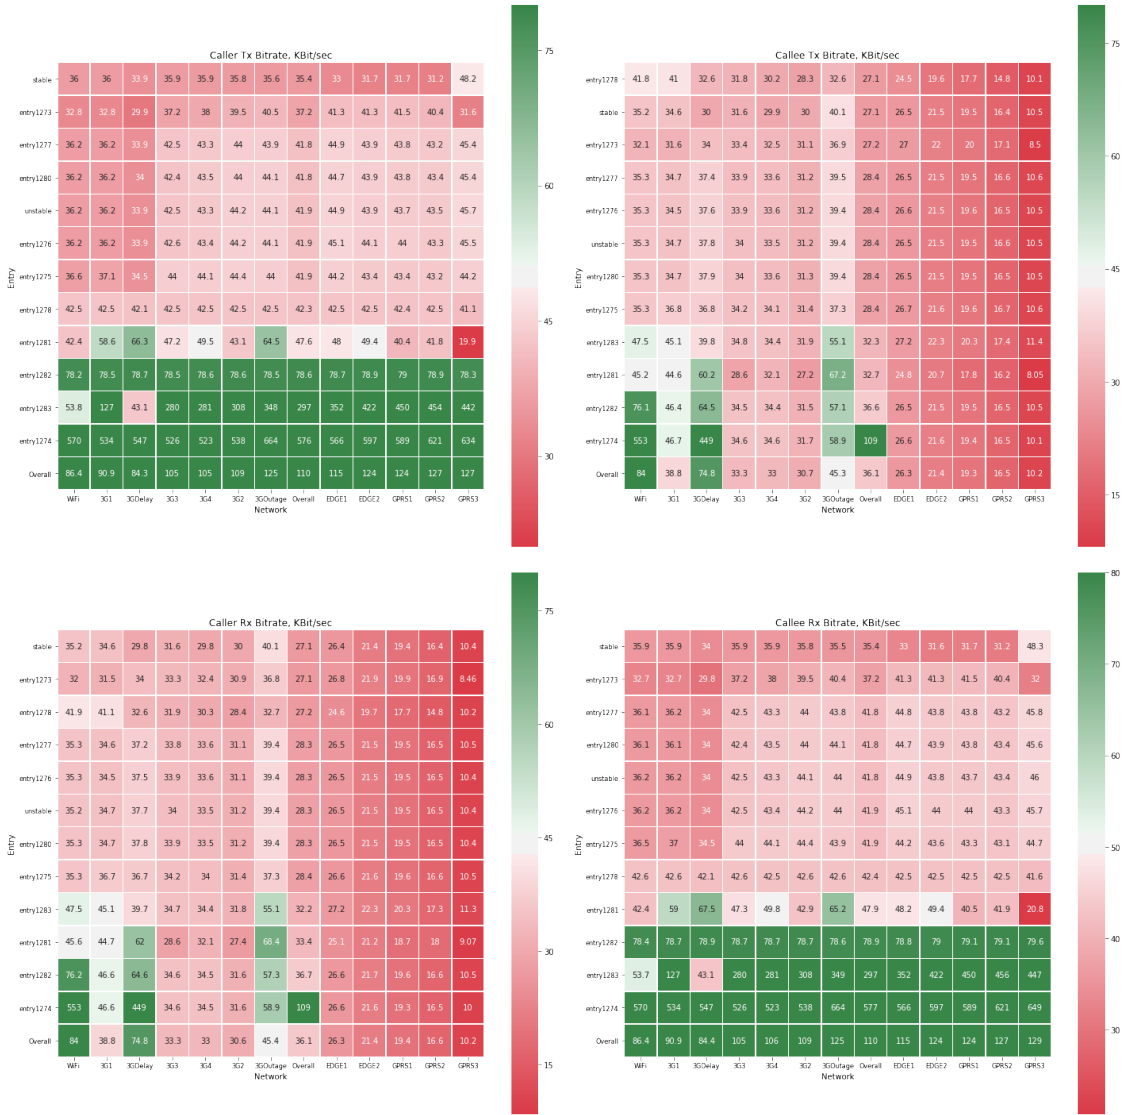 Caller Tx Bitrate, KBit/sec
stable 36 36 33.9 35.9 35.9 35.8 35.6 35.4 33 31.7 31.7 31.2 48.2
entry1273 32.8 32.8 29.9 37.2 38 39.5 40.5 37.2 41.3 41.3 41.5 40.4 31.6
entry1277 36.2 36.2 33.9 42.5 43.3 44 43.9 41.8 44.9 43.9 43.8 43.2 45.4
entry1280 36.2 36.2 34 42.4 43.5 44 44.1 41.8 44.7 43.9 43.8 43.4 45.4
unstable 36.2 36.2 33.9 42.5 43.3 44.2 44.1 41.9 44.9 43.9 43.7 43.5 45.7
entry1276 36.2 36.2 33.9 42.6 43.4 44.2 44.1 41.9 45.1 44.1 44 43.3 45.5
entry1275 36.6 37.1 34.5 44 44.1 44.4 44 41.9 44.2 43.4 43.4 43.2 44.2
entry1278 42.5 42.5 42.1 42.5 42.5 42.5 42.5 42.3 42.5 42.5 42.4 42.5 41.1
entry1281 42.4 58.6 66.3 47.2 49.5 43.1 64.5 47.6 48 49.4 40.4 41.8 19.9
entry1282 78.2 78.5 78.7 78.5 78.6 78.6 78.5 78.6 78.7 78.9 79 78.9 78.3
entry1283 53.8 127 43.1 280 281 308 348 297 352 422 450 454 442
entry1274 570 534 547 526 523 538 664 576 566 597 589 621 634
Overall 86.4 90.9 84.3 105 105 109 125 110 115 124 124 127 127
WiFi 3G1 3GDelay 3G3 3G4 3G2 3GOutage Overall EDGE1 EDGE2 GPRS1 GPRS2 GPRS3
Network
Entry
75
60
45
30
Callee Tx Bitrate, KBit/sec
entry1278 41.8 41 32.6 31.8 30.2 28.3 32.6 27.1 24.5 19.6 17.7 14.8 10.1
stable 35.2 34.6 30 31.6 29.9 30 40.1 27.1 26.5 21.5 19.5 16.4 10.5
entry1273 32.1 31.6 34 33.4 32.5 31.1 36.9 27.2 27 22 20 17.1 8.5
entry1277 35.3 34.7 37.4 33.9 33.6 31.2 39.5 28.4 26.5 21.5 19.5 16.6 10.6
entry1276 35.3 34.5 37.6 33.9 33.6 31.2 39.4 28.4 26.6 21.5 19.6 16.5 10.5
unstable 35.3 34.7 37.8 34 33.5 31.2 39.4 28.4 26.5 21.5 19.6 16.6 10.5
entry1280 35.3 34.7 37.9 34 33.6 31.3 39.4 28.4 26.5 21.5 19.5 16.5 10.5
entry1275 35.3 36.8 36.8 34.2 34.1 31.4 37.3 28.4 26.7 21.6 19.6 16.7 10.6
entry1283 47.5 45.1 39.8 34.8 34.4 31.9 55.1 32.3 27.2 22.3 20.3 17.4 11.4
entry1281 45.2 44.6 60.2 28.6 32.1 27.2 67.2 32.7 24.8 20.7 17.8 16.2 8.05
entry1282 76.1 46.4 64.5 34.5 34.4 31.5 57.1 36.6 26.5 21.5 19.5 16.5 10.5
entry1274 553 46.7 449 34.6 34.6 31.7 58.9 109 26.6 21.6 19.4 16.5 10.1
Overall 84 38.8 74.8 33.3 33 30.7 45.3 36.1 26.3 21.4 19.3 16.5 10.2
WiFi 3G1 3GDelay 3G3 3G4 3G2 3GOutage Overall EDGE1 EDGE2 GPRS1 GPRS2 GPRS3
Network
75
60
45
30
15
Caller Rx Bitrate, KBit/sec
stable 35.2 34.6 29.8 31.6 29.8 30 40.1 27.1 26.4 21.4 19.4 16.4 10.4
entry1273 32 31.5 34 33.3 32.4 30.9 36.8 27.1 26.8 21.9 19.9 16.9 8.46
entry1278 41.9 41.1 32.6 31.9 30.3 28.4 32.7 27.2 24.6 19.7 17.7 14.8 10.2
entry1277 35.3 34.6 37.2 33.8 33.6 31.1 39.4 28.3 26.5 21.5 19.5 16.5 10.5
entry1276 35.3 34.5 37.5 33.9 33.6 31.1 39.4 28.3 26.5 21.5 19.5 16.5 10.4
unstable 35.2 34.7 37.7 34 33.5 31.2 39.4 28.3 26.5 21.5 19.5 16.5 10.4
entry1280 35.3 34.7 37.8 33.9 33.5 31.2 39.4 28.3 26.5 21.5 19.5 16.5 10.4
entry1275 35.3 36.7 36.7 34.2 34 31.4 37.3 28.4 26.6 21.6 19.6 16.6 10.5
entry1283 47.5 45.1 39.7 34.7 34.4 31.8 55.1 32.2 27.2 22.3 20.3 17.3 11.3
entry1281 45.6 44.7 62 28.6 32.1 27.4 68.4 33.4 25.1 21.2 18.7 18 9.07
entry1282 76.2 46.6 64.6 34.6 34.5 31.6 57.3 36.7 26.6 21.7 19.6 16.6 10.5
entry1274 553 46.6 449 34.6 34.5 31.6 58.9 109 26.6 21.6 19.3 16.5 10
Overall 84 38.8 74.8 33.3 33 30.6 45.4 36.1 26.3 21.4 19.4 16.6 10.2
WiFi 3G1 3GDelay 3G3 3G4 3G2 3GOutage Overall EDGE1 EDGE2 GPRS1 GPRS2 GPRS3
Network
Entry
75
60
45
30
15
Callee Rx Bitrate, KBit/sec
stable 35.9 35.9 34 35.9 35.9 35.8 35.5 35.4 33 31.6 31.7 31.2 48.3
entry1273 32.7 32.7 29.8 37.2 38 39.5 40.4 37.2 41.3 41.3 41.5 40.4 32
entry1277 36.1 36.2 34 42.5 43.3 44 43.8 41.8 44.8 43.8 43.8 43.2 45.8
entry1280 36.1 36.1 34 42.4 43.5 44 44.1 41.8 44.7 43.9 43.8 43.4 45.6
unstable 36.2 36.2 34 42.5 43.3 44.1 44 41.8 44.9 43.8 43.7 43.4 46
entry1276 36.2 36.2 34 42.5 43.4 44.2 44 41.9 45.1 44 44 43.3 45.7
entry1275 36.5 37 34.5 44 44.1 44.4 43.9 41.9 44.2 43.6 43.3 43.1 44.7
entry1278 42.6 42.6 42.1 42.6 42.5 42.6 42.6 42.4 42.5 42.5 42.5 42.5 41.6
entry1281 42.4 59 67.5 47.3 49.8 42.9 65.2 47.9 48.2 49.4 40.5 41.9 20.8
entry1282 78.4 78.7 78.9 78.7 78.7 78.7 78.6 78.9 78.8 79 79.1 79.1 79.6
entry1283 53.7 127 43.1 280 281 308 349 297 352 422 450 456 447
entry1274 570 534 547 526 523 538 664 577 566 597 589 621 649
Overall 86.4 90.9 84.4 105 106 109 125 110 115 124 124 127 129
WiFi 3G1 3GDelay 3G3 3G4 3G2 3GOutage Overall EDGE1 EDGE2 GPRS1 GPRS2 GPRS3
Network
80
70
60
50
40
30